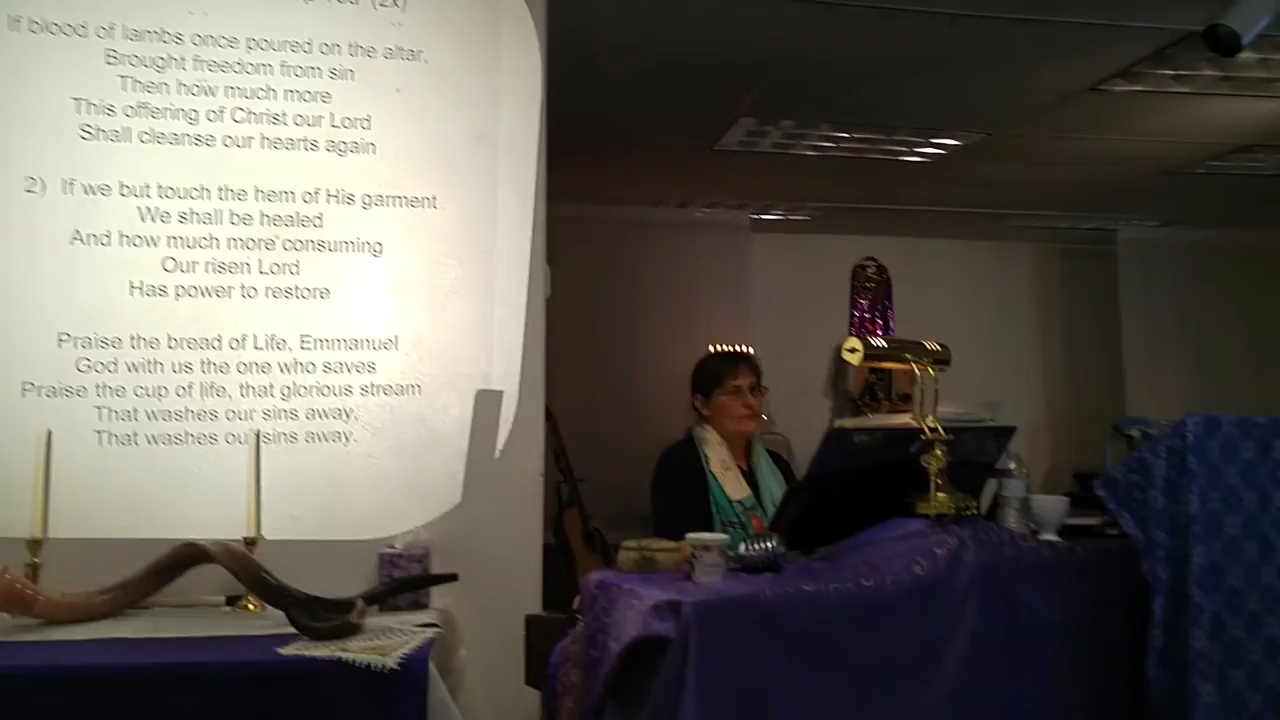 (2x)
If blood of lambs once poured on the altar,
Brought freedom from sin
Then how much more
This offering of Christ our Lord
Shall cleanse our hearts again
2) If we but touch the hem of His garment
We shall be healed
And how much more consuming
Our risen Lord
Has power to restore
Praise the bread of Life, Emmanuel
God with us the one who saves
Praise the cup of life, that glorious stream
That washes our sins away,
That washes our sins away.